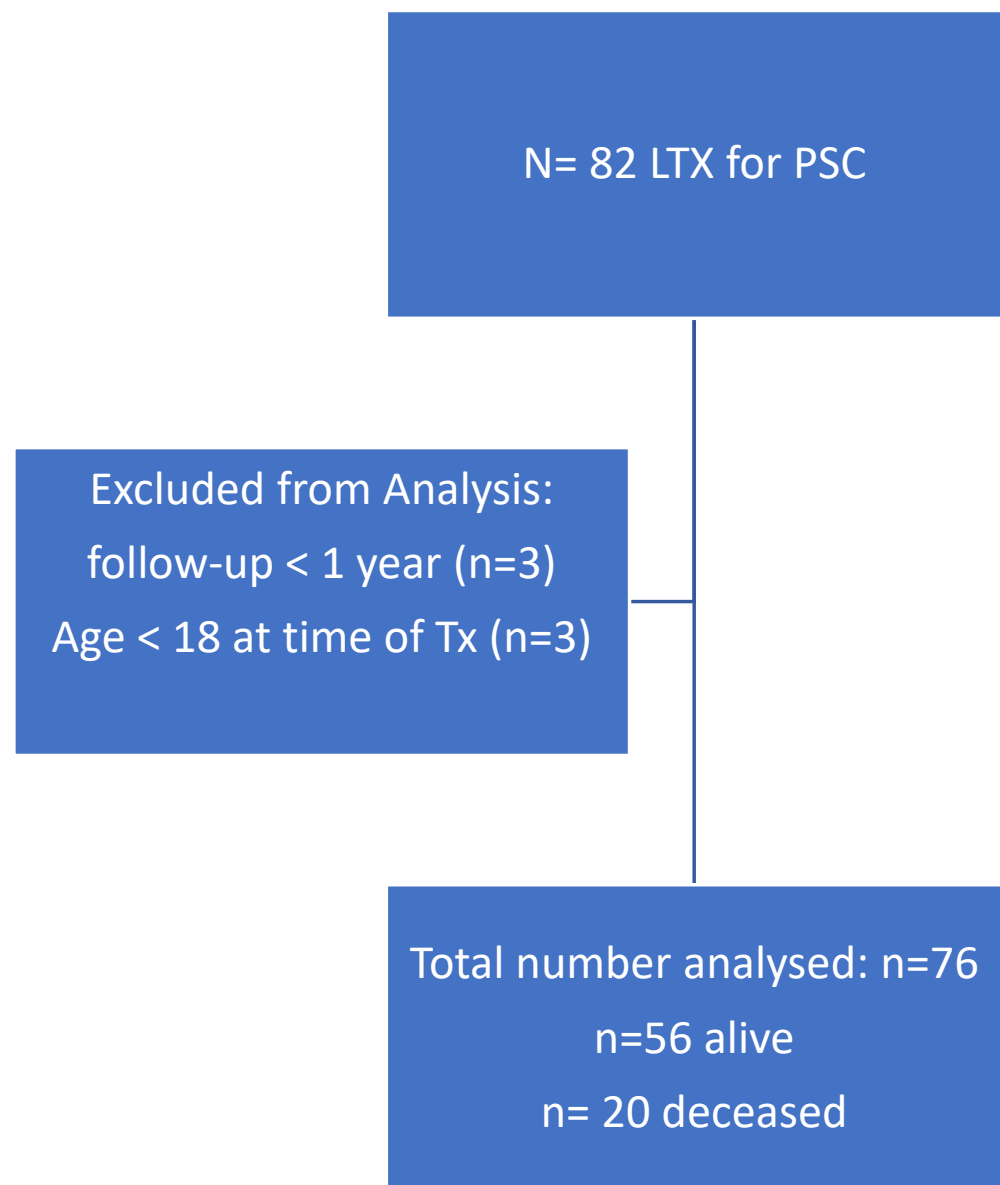 N= 82 LTX for PSC
Excluded from Analysis:
follow-up < 1 year (n=3)
Age < 18 at time of Tx (n=3)
Total number analysed: n=76
n=56 alive
n= 20 deceased